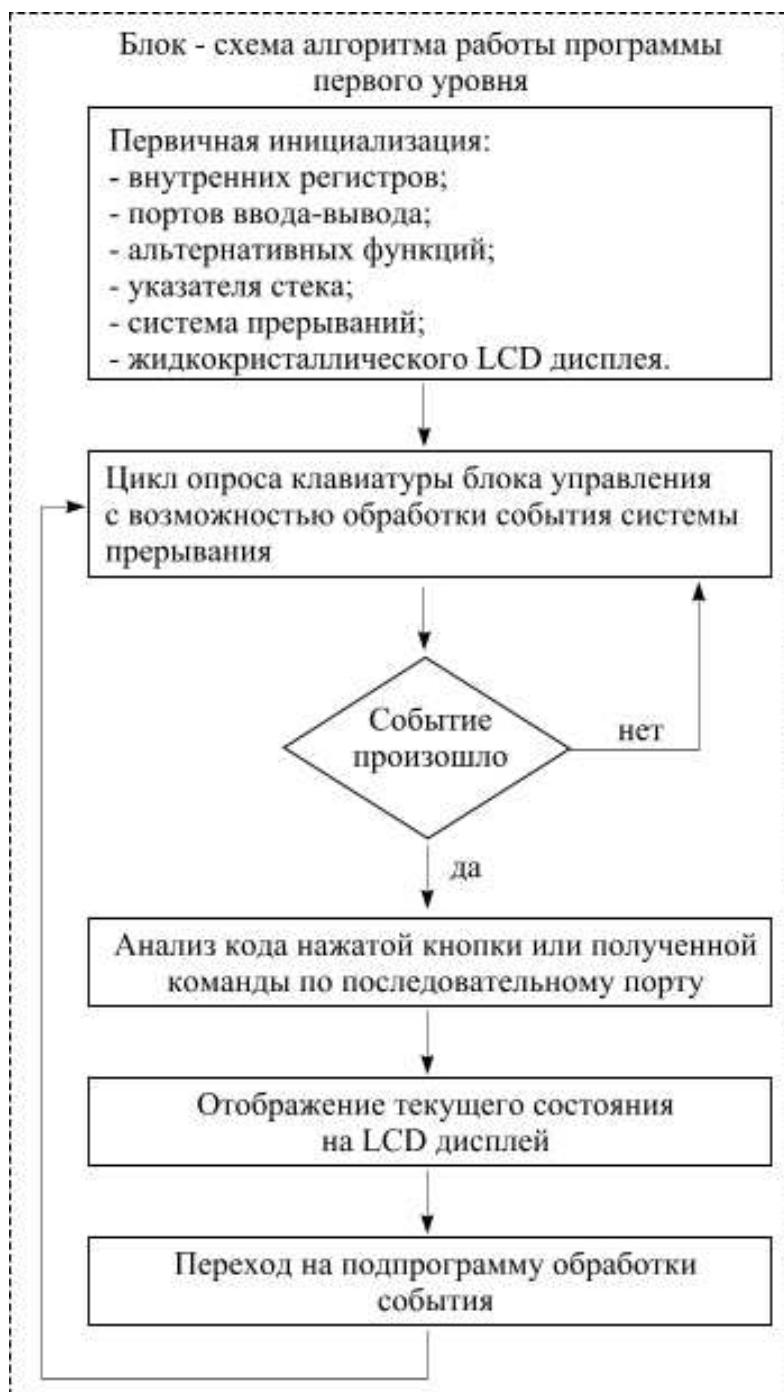 Блок - схема алгоритма работы программы
первого уровня
Первичная инициализация:
- внутренних регистров;
- портов ввода-вывода;
- альтернативных функций;
- указателя стека;
- система прерываний;
- жидкокристаллического LCD дисплея.
Цикл опроса клавиатуры блока управления
с возможностью обработки события системы
прерывания
Событие
произошло
нет
да
Анализ кода нажатой кнопки или полученной
команды по последовательному порту
Отображение текущего состояния
на LCD дисплей
Переход на подпрограмму обработки
события